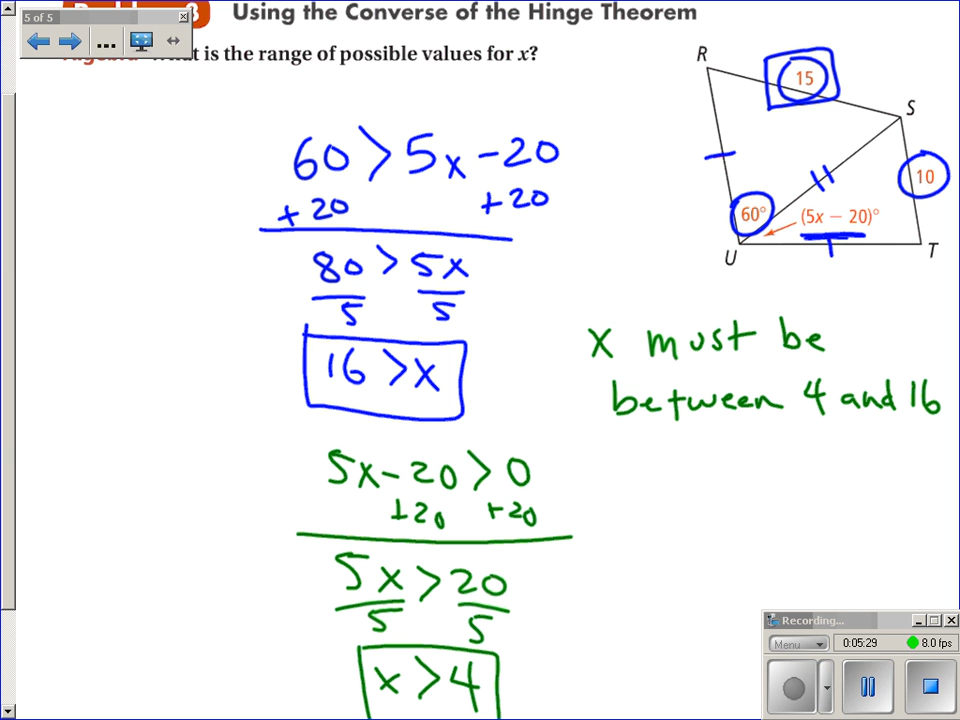 Using the Converse of the Hinge Theorem
5 of 5
...
is the range of possible values for x?
R
15
S
10
60°
(5x − 20)°
U
T
60 > 5x - 20
+ 20 + 20
80 > 5x
5 5
16 > x
x must be
between 4 and 16
5x - 20 > 0
+20 +20
5x > 20
5 5
x > 4
Recording...
Menu
0:05:29
8.0 fps